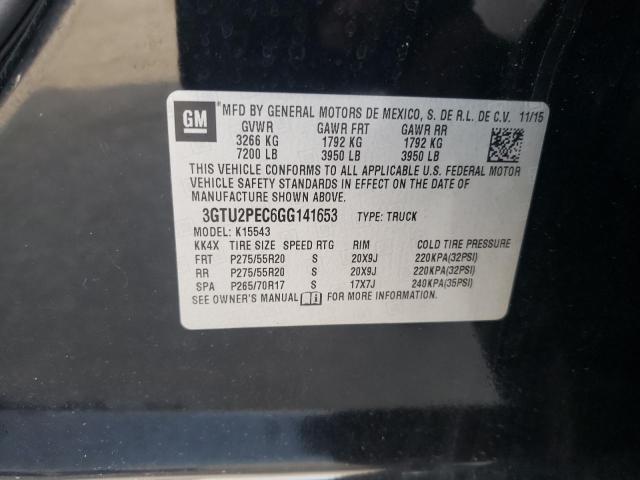 GM *MFD BY GENERAL MOTORS DE MEXICO, S. DE R.L. DE C.V. 11/15
GVWR GAWR FRT GAWR RR
3266 KG 1792 KG 1792 KG
7200 LB 3950 LB 3950 LB
THIS VEHICLE CONFORMS TO ALL APPLICABLE U.S. FEDERAL MOTOR
VEHICLE SAFETY STANDARDS IN EFFECT ON THE DATE OF
MANUFACTURE SHOWN ABOVE.
3GTU2PEC6GG141653 TYPE: TRUCK
MODEL: K15543
KK4X TIRE SIZE SPEED RTG RIM COLD TIRE PRESSURE
FRT P275/55R20 S 20X9J 220KPA(32PSI)
RR P275/55R20 S 20X9J 220KPA(32PSI)
SPA P265/70R17 S 17X7J 240KPA(35PSI)
SEE OWNER'S MANUAL FOR MORE INFORMATION.